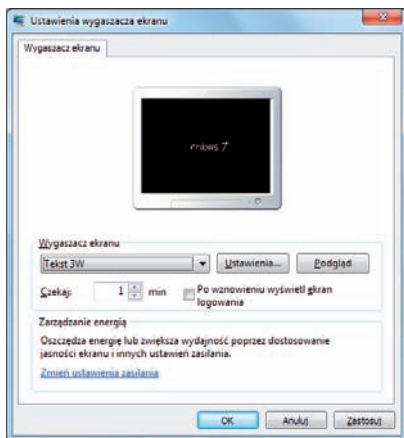 Ustawienia wygaszacza ekranu
Wygaszacz ekranu
Wygaszacz ekranu
Tekst 3W
Ustawienia...
Podgląd
Czekaj:
1
min
Po wznowieniu wyświetl ekran
logowania
Zarządzanie energią
Oszczędza energię lub zwiększa wydajność poprzez dostosowanie
jasności ekranu i innych ustawień zasilania.
Zmień ustawienia zasilania
OK
Anuluj
Zastosuj